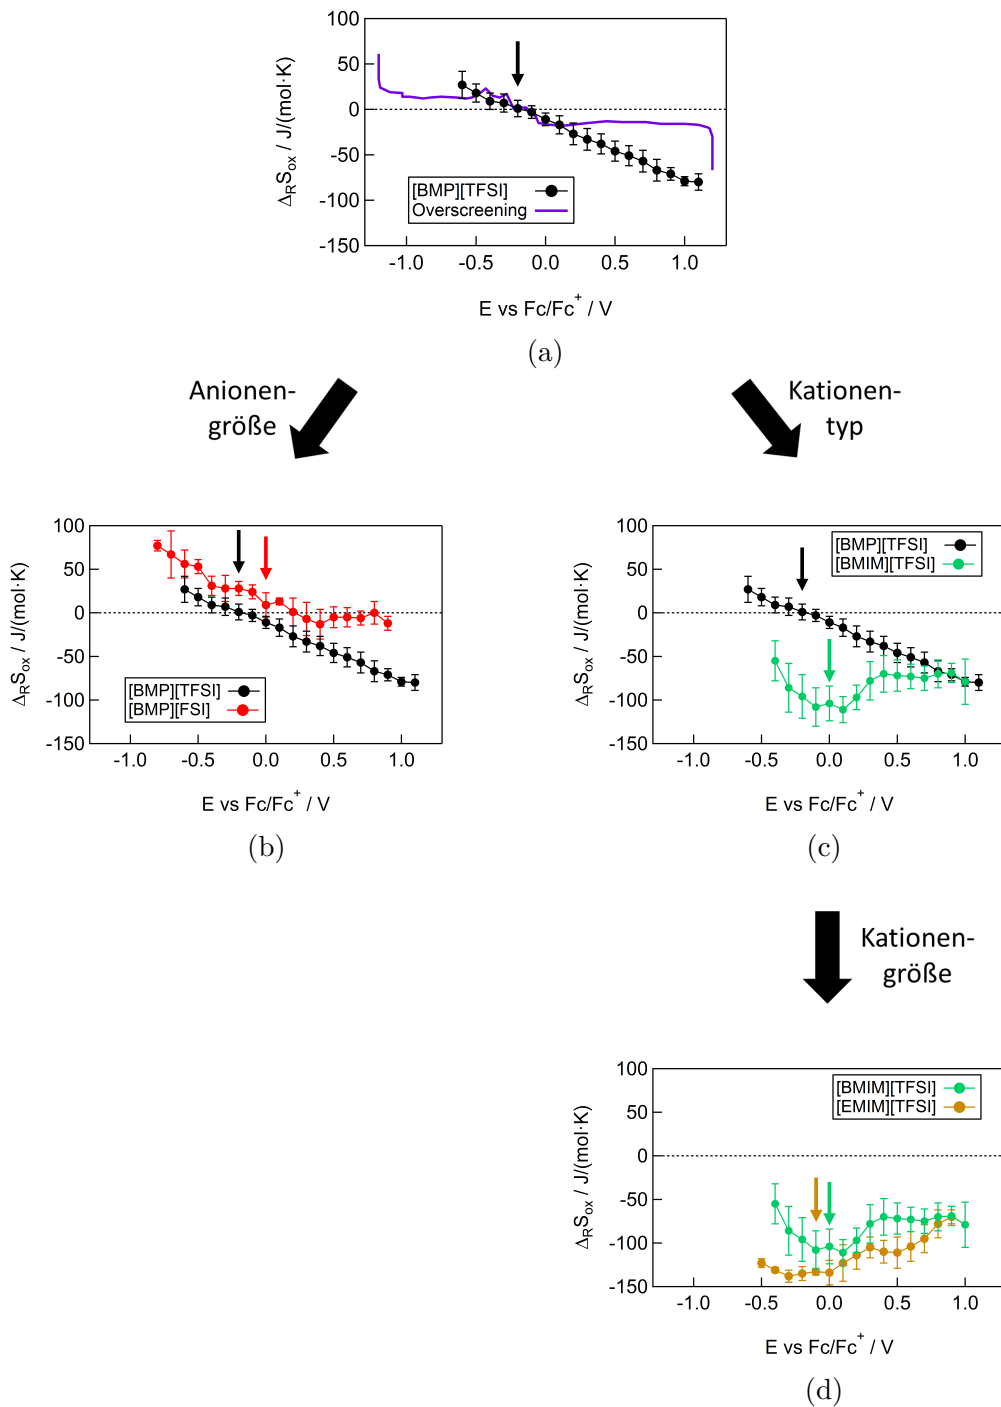 100
50
0
-50
-100
-150
Δ_RS_ox / J/(mol·K)
[BMP][TFSI]
Overscreening
-1.0 -0.5 0.0 0.5 1.0
E vs Fc/Fc⁺ / V
(a)
Anionen-
größe
Kationen-
typ
100
50
0
-50
-100
-150
Δ_RS_ox / J/(mol·K)
[BMP][TFSI]
[BMP][FSI]
-1.0 -0.5 0.0 0.5 1.0
E vs Fc/Fc⁺ / V
(b)
100
50
0
-50
-100
-150
Δ_RS_ox / J/(mol·K)
[BMP][TFSI]
[BMIM][TFSI]
-1.0 -0.5 0.0 0.5 1.0
E vs Fc/Fc⁺ / V
(c)
Kationen-
größe
100
50
0
-50
-100
-150
Δ_RS_ox / J/(mol·K)
[BMIM][TFSI]
[EMIM][TFSI]
-1.0 -0.5 0.0 0.5 1.0
E vs Fc/Fc⁺ / V
(d)